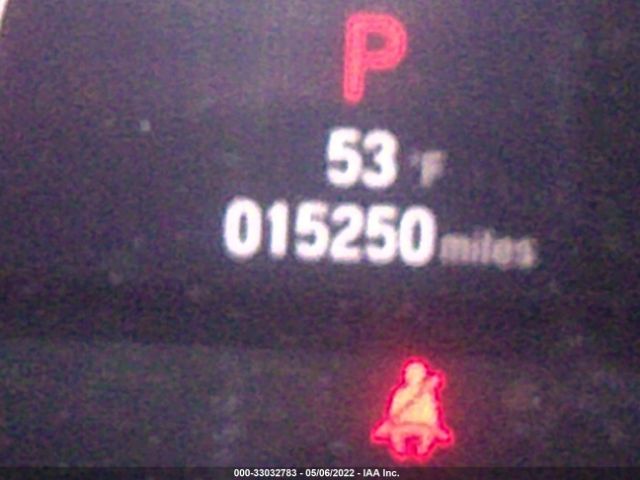 P
53 °F
015250 miles
000-33032783 - 05/06/2022 - IAA Inc.